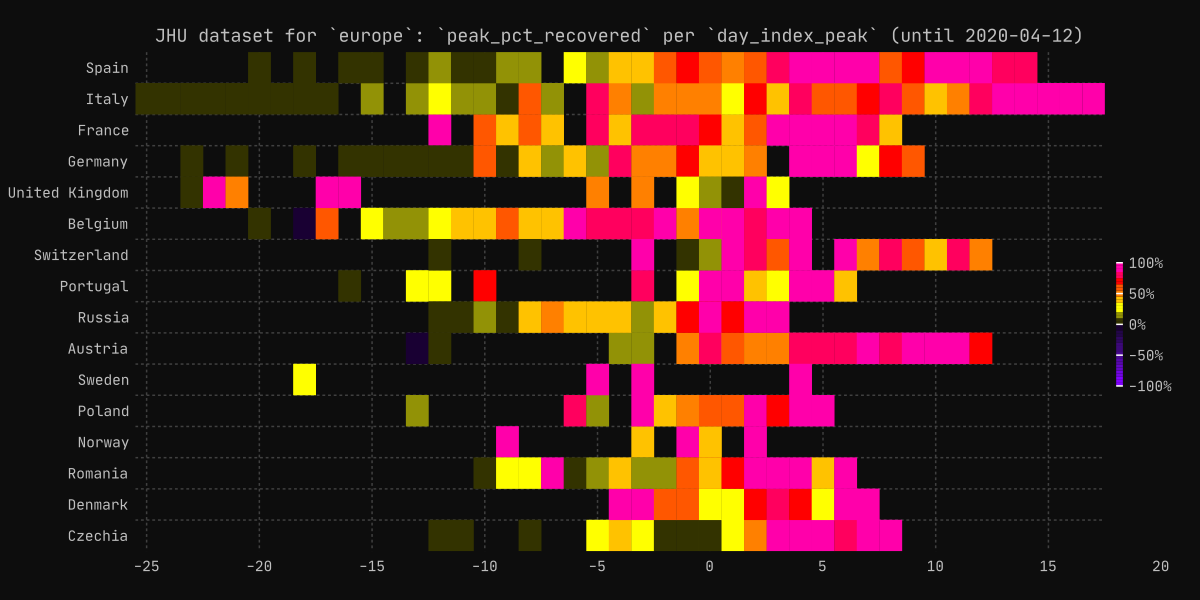 JHU dataset for `europe`: `peak_pct_recovered` per `day_index_peak` (until 2020-04-12)
Spain
Italy
France
Germany
United Kingdom
Belgium
Switzerland
Portugal
Russia
Austria
Sweden
Poland
Norway
Romania
Denmark
Czechia
100%
50%
0%
-50%
-100%
-25 -20 -15 -10 -5 0 5 10 15 20